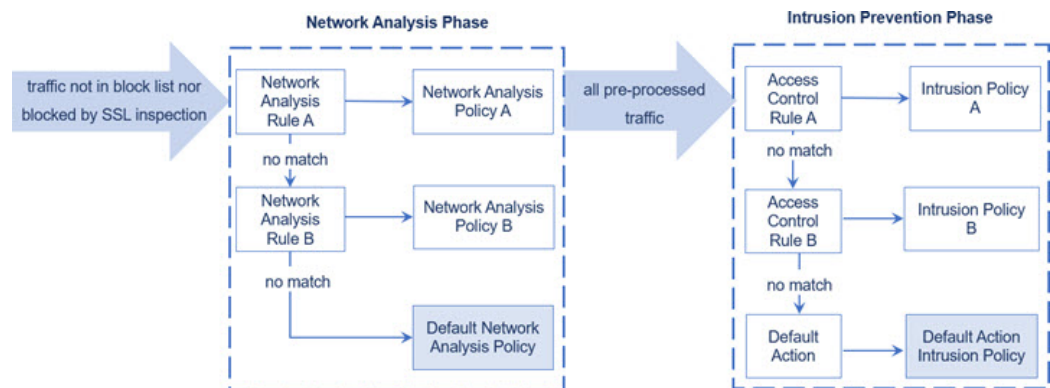 Network Analysis Phase
Intrusion Prevention Phase
traffic not in block list nor
blocked by SSL inspection
Network
Analysis
Rule A
Network Analysis
Policy A
no match
Network
Analysis
Rule B
Network Analysis
Policy B
no match
Default Network
Analysis Policy
all pre-processed
traffic
Access
Control
Rule A
Intrusion Policy
A
no match
Access
Control
Rule B
Intrusion Policy
B
no match
Default
Action
Default Action
Intrusion Policy